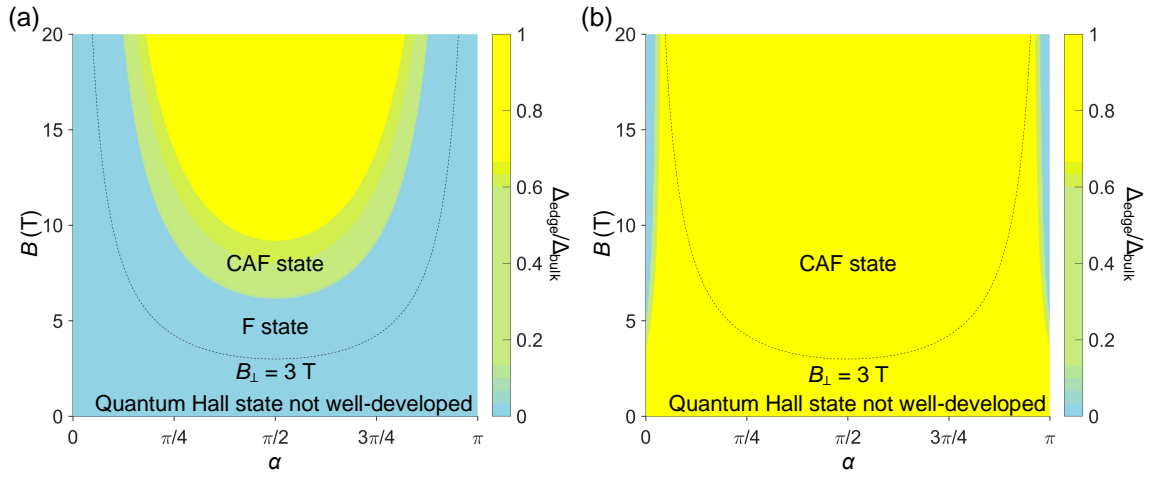 (a)
20
15
10
5
0
B (T)
CAF state
F state
B⊥ = 3 T
Quantum Hall state not well-developed
0
π/4
π/2
3π/4
π
α
1
0.8
0.6
0.4
0.2
0
Δedge/Δbulk
(b)
20
15
10
5
0
B (T)
CAF state
B⊥ = 3 T
Quantum Hall state not well-developed
0
π/4
π/2
3π/4
π
α
1
0.8
0.6
0.4
0.2
0
Δedge/Δbulk